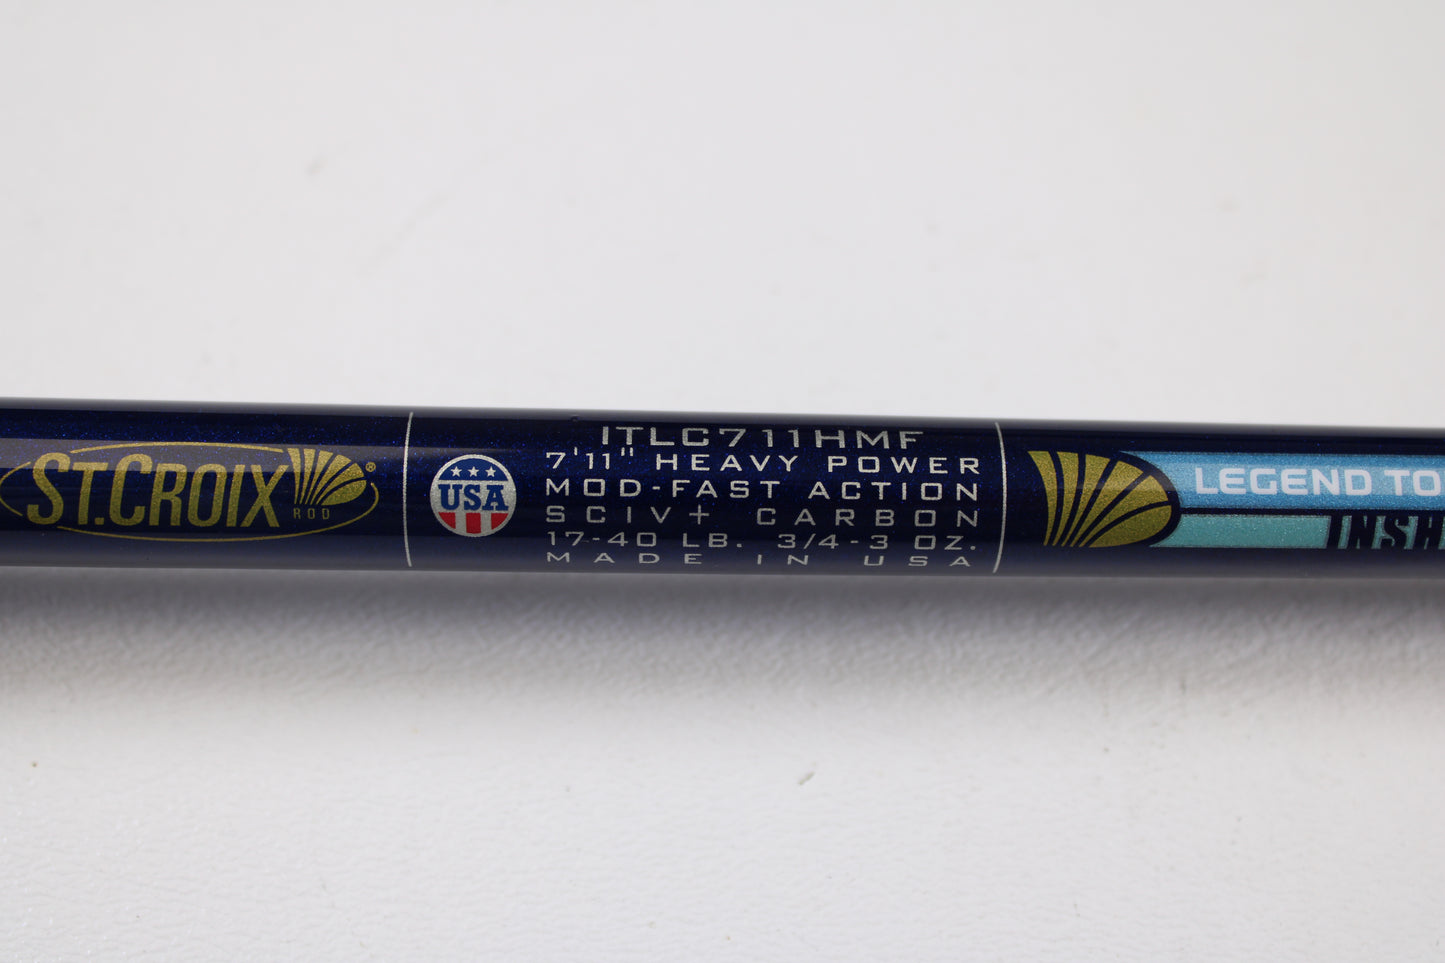 ST.CROIX®
ROD
USA
ITLC711HMF
7'11" HEAVY POWER
MOD-FAST ACTION
SCIV+ CARBON
17-40 LB. 3/4-3 OZ.
MADE IN USA
LEGEND TO
INSH